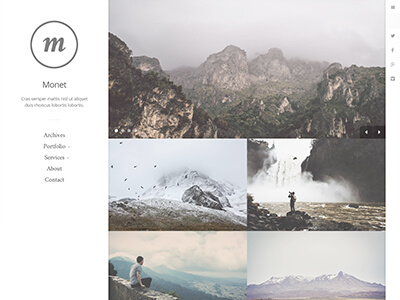 m
Monet
Cras semper mattis nisl ut aliquet
duis rhoncus lobortis lobortis.
Archives
Portfolio
Services
About
Contact